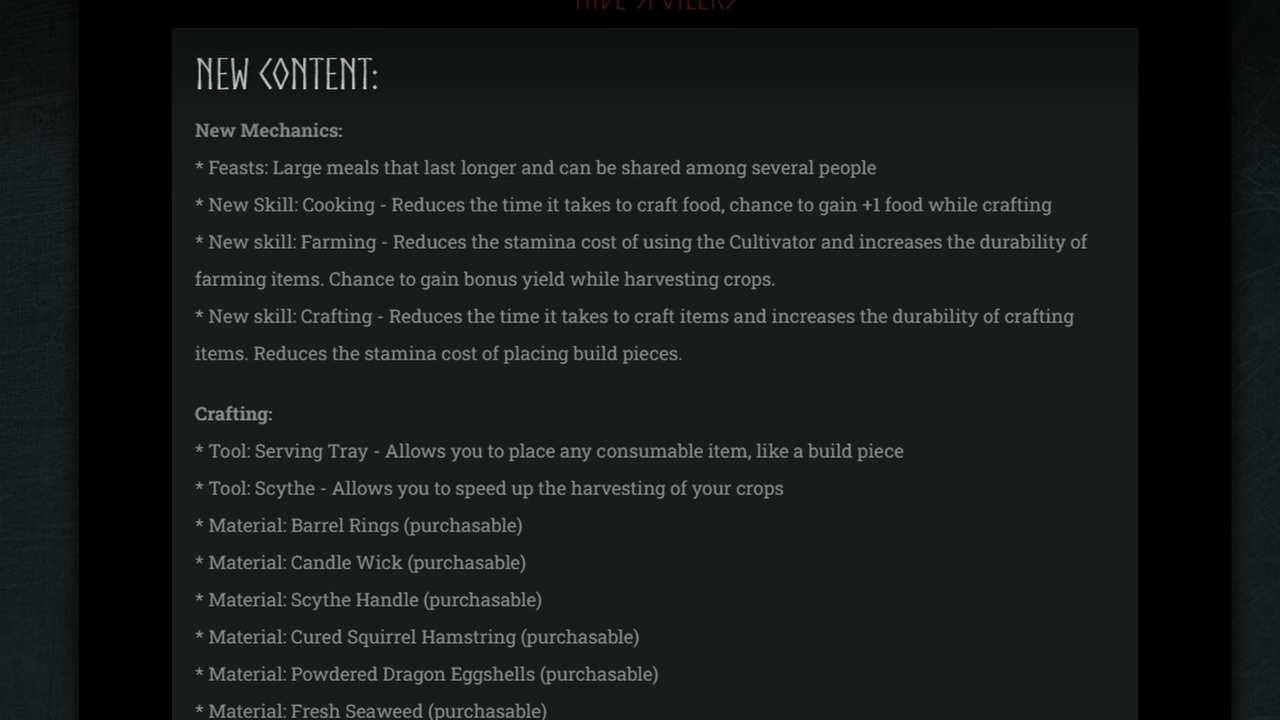 HIDE SPOILERS
NEW CONTENT:
New Mechanics:
* Feasts: Large meals that last longer and can be shared among several people
* New Skill: Cooking - Reduces the time it takes to craft food, chance to gain +1 food while crafting
* New skill: Farming - Reduces the stamina cost of using the Cultivator and increases the durability of
farming items. Chance to gain bonus yield while harvesting crops.
* New skill: Crafting - Reduces the time it takes to craft items and increases the durability of crafting
items. Reduces the stamina cost of placing build pieces.
Crafting:
* Tool: Serving Tray - Allows you to place any consumable item, like a build piece
* Tool: Scythe - Allows you to speed up the harvesting of your crops
* Material: Barrel Rings (purchasable)
* Material: Candle Wick (purchasable)
* Material: Scythe Handle (purchasable)
* Material: Cured Squirrel Hamstring (purchasable)
* Material: Powdered Dragon Eggshells (purchasable)
* Material: Fresh Seaweed (purchasable)